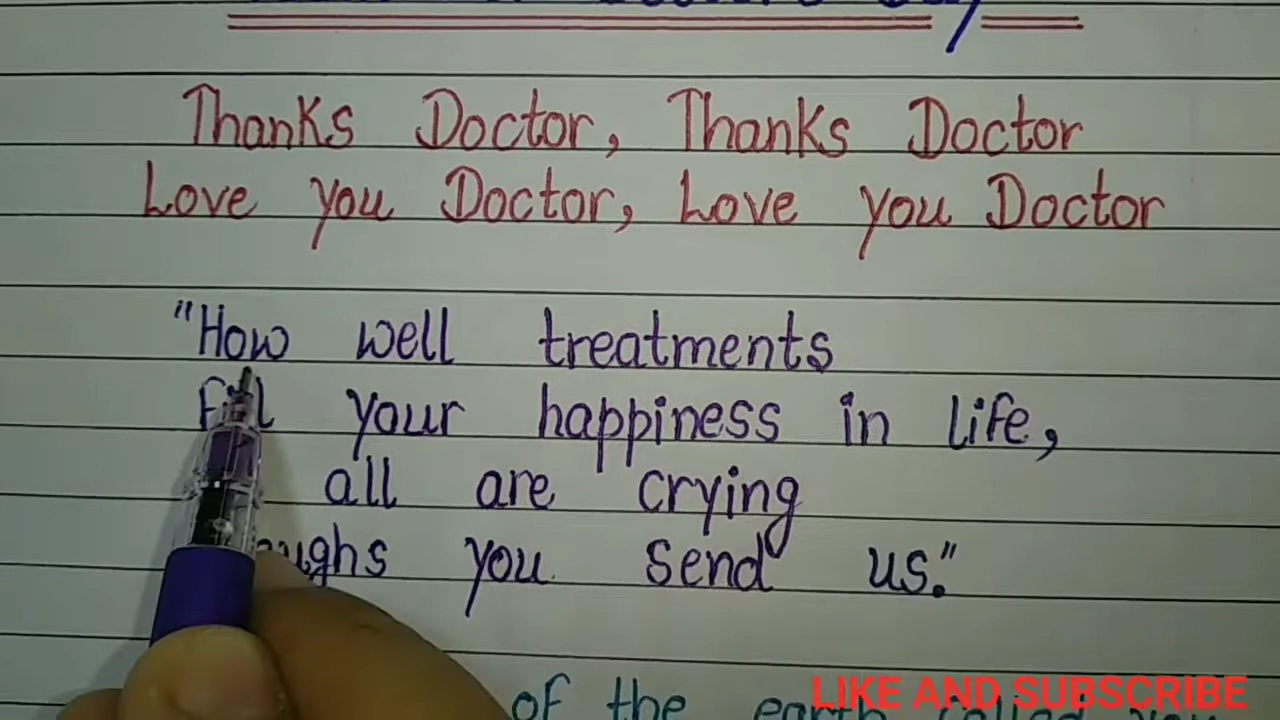 Thanks Doctor, Thanks Doctor
Love you Doctor, Love you Doctor
"How well treatments
Fill your happiness in life,
all are crying
you send us."
of the earth
LIKE AND SUBSCRIBE